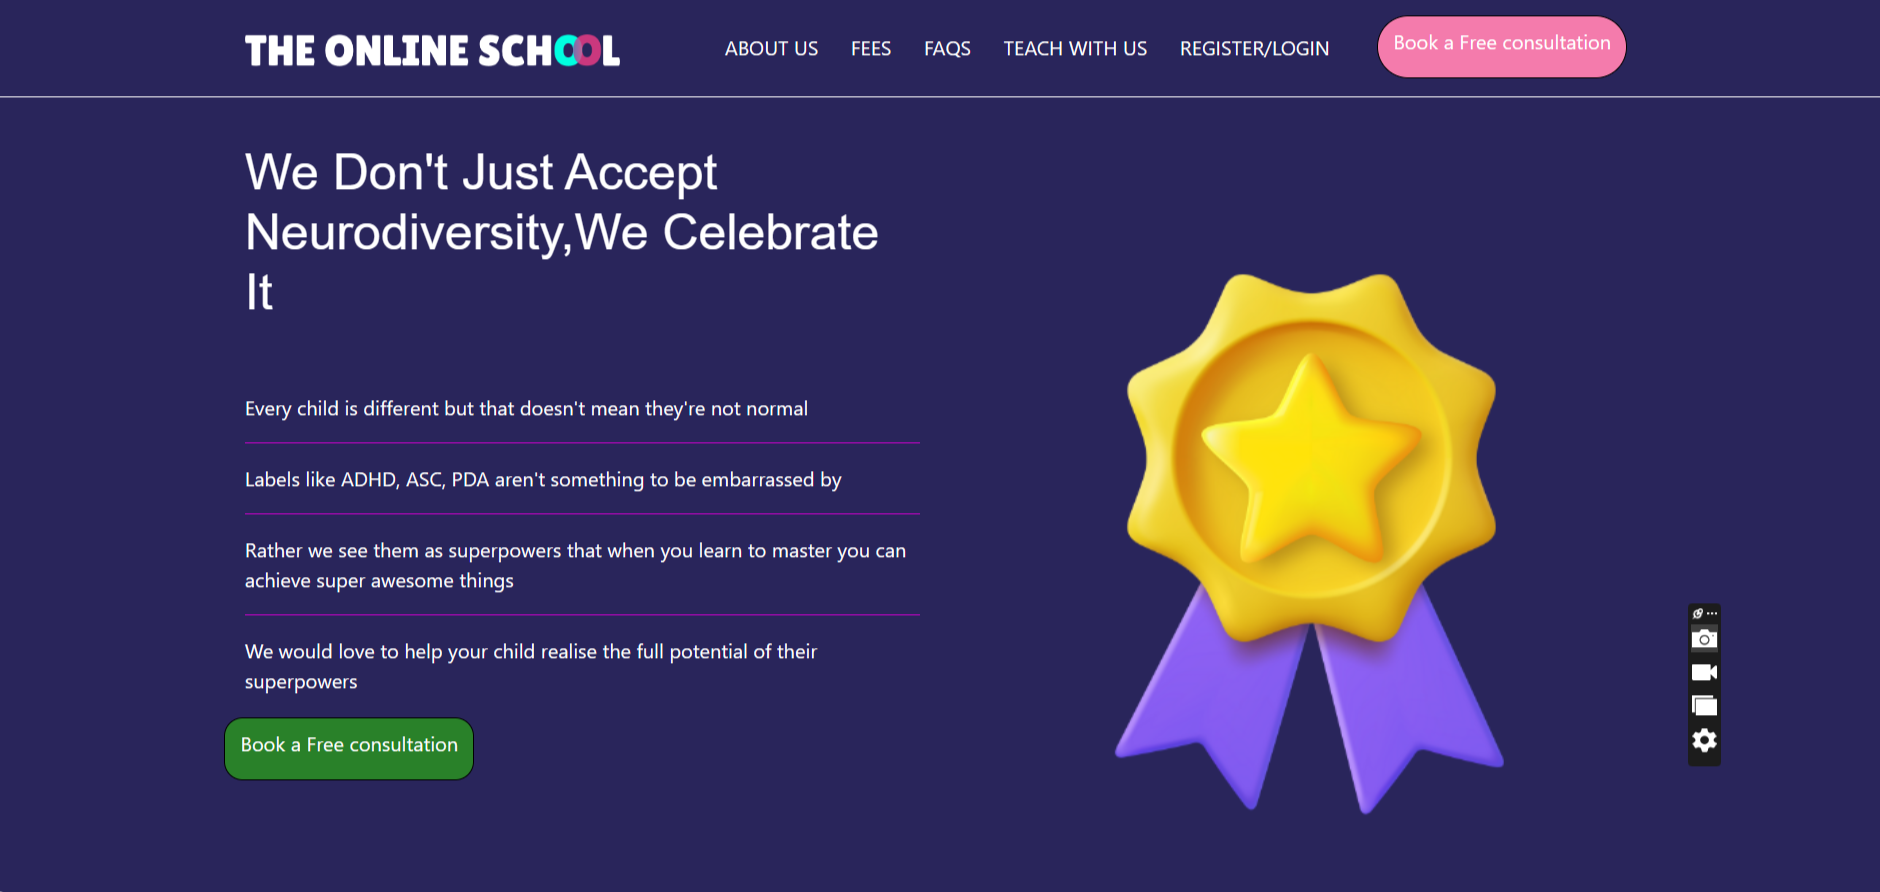 THE ONLINE SCHOOL
ABOUT US
FEES
FAQS
TEACH WITH US
REGISTER/LOGIN
Book a Free consultation
We Don't Just Accept
Neurodiversity,We Celebrate
It
Every child is different but that doesn't mean they're not normal
Labels like ADHD, ASC, PDA aren't something to be embarrassed by
Rather we see them as superpowers that when you learn to master you can
achieve super awesome things
We would love to help your child realise the full potential of their
superpowers
Book a Free consultation